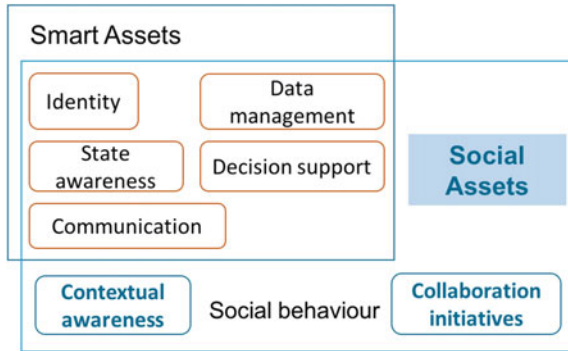 Smart Assets
Identity
Data
management
State
awareness
Decision support
Social
Assets
Communication
Contextual
awareness
Social behaviour
Collaboration
initiatives